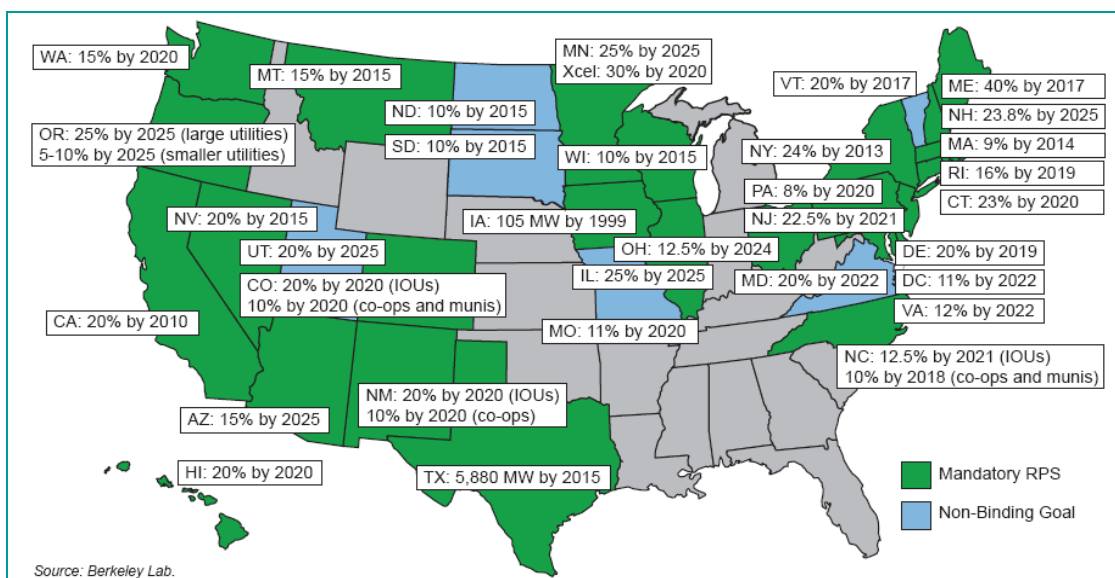 WA: 15% by 2020
MT: 15% by 2015
MN: 25% by 2025
Xcel: 30% by 2020
VT: 20% by 2017
ME: 40% by 2017
ND: 10% by 2015
NH: 23.8% by 2025
OR: 25% by 2025 (large utilities)
5-10% by 2025 (smaller utilities)
SD: 10% by 2015
WI: 10% by 2015
NY: 24% by 2013
MA: 9% by 2014
RI: 16% by 2019
PA: 8% by 2020
CT: 23% by 2020
NV: 20% by 2015
IA: 105 MW by 1999
NJ: 22.5% by 2021
UT: 20% by 2025
OH: 12.5% by 2024
DE: 20% by 2019
CO: 20% by 2020 (IOUs)
10% by 2020 (co-ops and munis)
IL: 25% by 2025
MD: 20% by 2022
DC: 11% by 2022
VA: 12% by 2022
CA: 20% by 2010
MO: 11% by 2020
NC: 12.5% by 2021 (IOUs)
10% by 2018 (co-ops and munis)
NM: 20% by 2020 (IOUs)
10% by 2020 (co-ops)
AZ: 15% by 2025
HI: 20% by 2020
TX: 5,880 MW by 2015
Mandatory RPS
Non-Binding Goal
Source: Berkeley Lab.